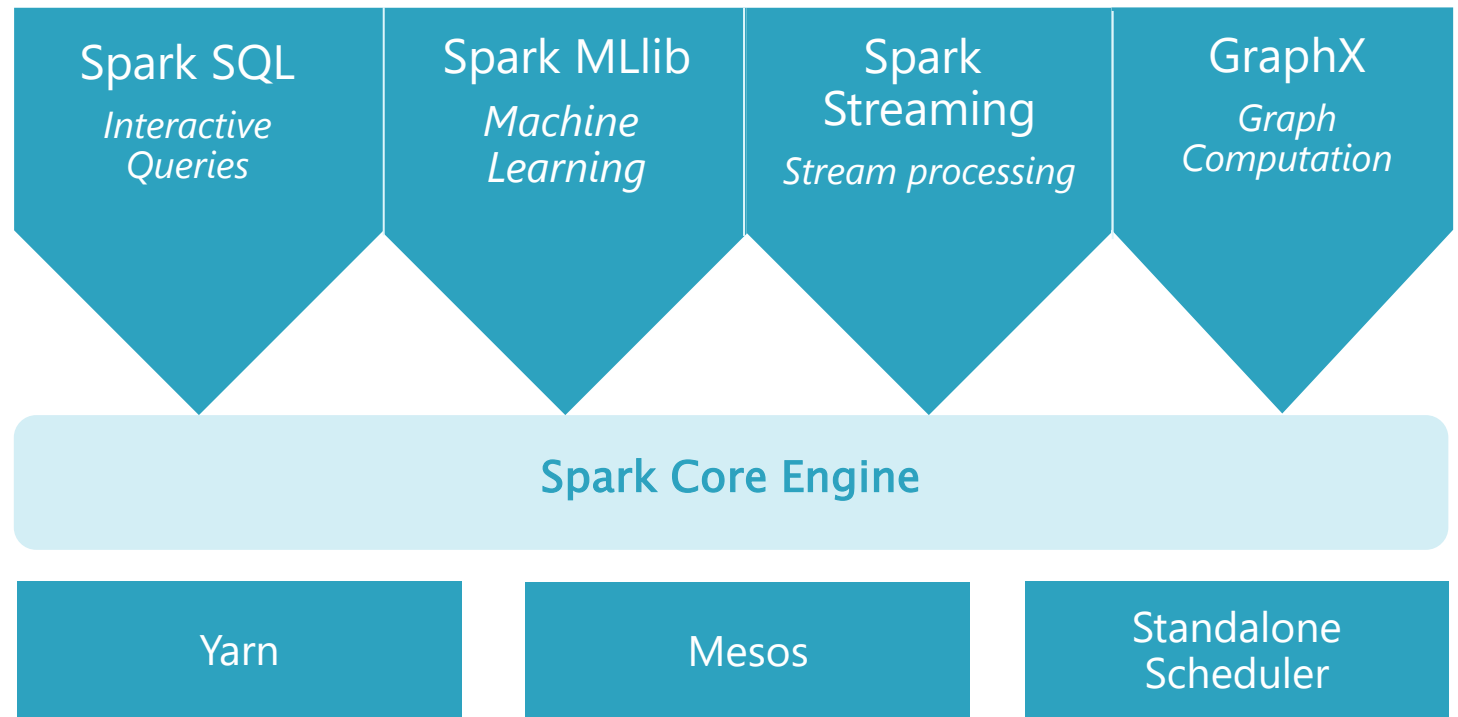 Spark SQL
Interactive
Queries
Spark MLlib
Machine
Learning
Spark
Streaming
Stream processing
GraphX
Graph
Computation
Spark Core Engine
Yarn
Mesos
Standalone
Scheduler